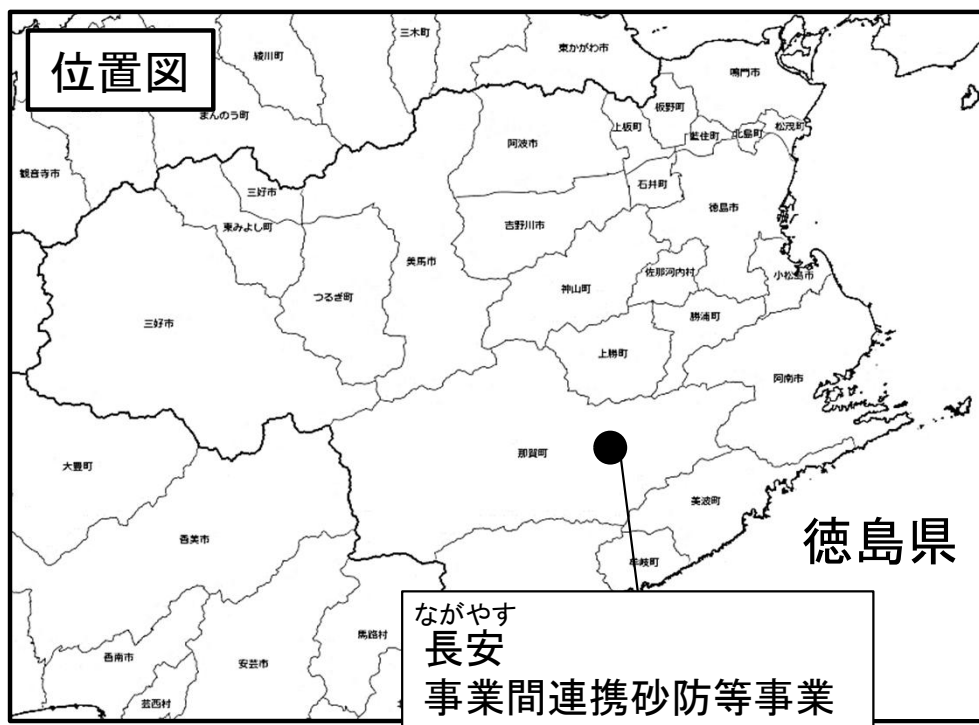 位置図
三木町
綾川町
東かがわ市
鳴門市
まんのう町
板野町
上板町
藍住町
北島町
松茂町
阿波市
観音寺市
三好市
石井町
徳島市
東みよし町
吉野川市
美馬市
佐那河内村
小松島市
つるぎ町
神山町
三好市
勝浦町
上勝町
阿南市
那賀町
大豊町
美波町
徳島県
香美市
牟岐町
ながやす
長安
事業間連携砂防等事業
馬路村
香南市
安芸市
芸西村